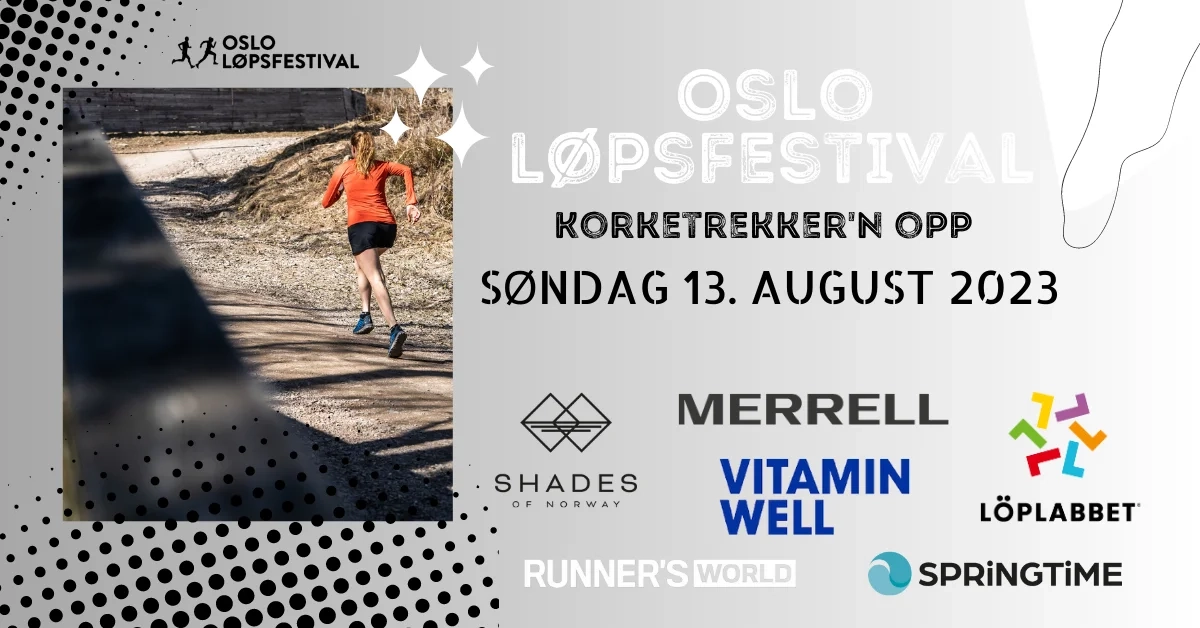 OSLO
LØPSFESTIVAL
OSLO
LØPSFESTIVAL
KORKETREKKER'N OPP
SØNDAG 13. AUGUST 2023
MERRELL
SHADES
OF NORWAY
VITAMIN
WELL
LÖPLABBET
RUNNER'S WORLD
SPRiNGTiME